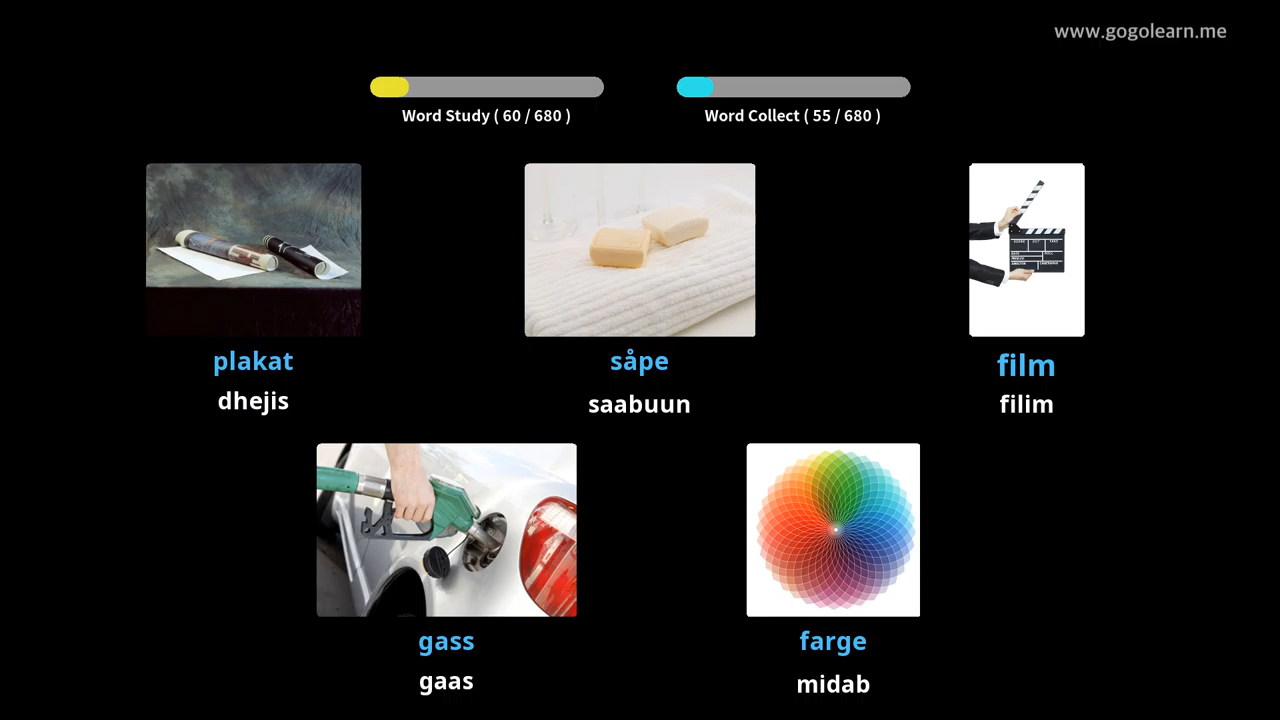 www.gogolearn.me
Word Study ( 60 / 680 )
Word Collect ( 55 / 680 )
plakat
dhejis
såpe
saabuun
film
filim
gass
gaas
farge
midab